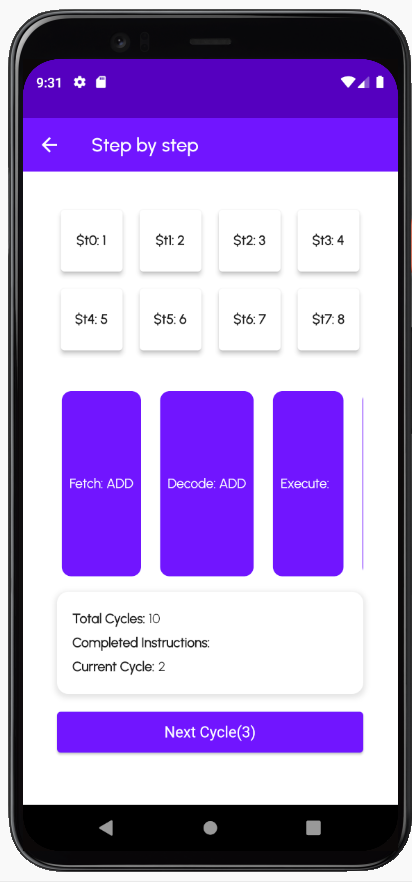 9:31
Step by step
$t0: 1 $t1: 2 $t2: 3 $t3: 4
$t4: 5 $t5: 6 $t6: 7 $t7: 8
Fetch: ADD Decode: ADD Execute:
Total Cycles: 10
Completed Instructions:
Current Cycle: 2
Next Cycle(3)